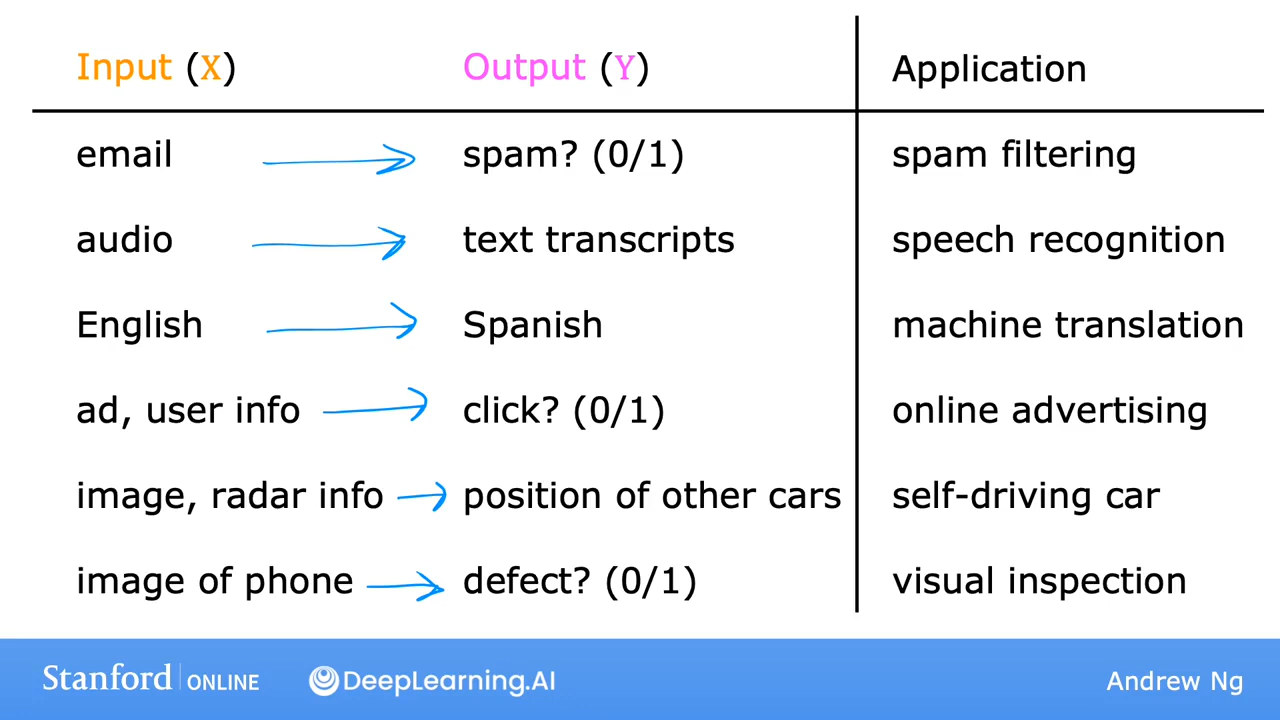 Input (X) Output (Y) Application
email spam? (0/1) spam filtering
audio text transcripts speech recognition
English Spanish machine translation
ad, user info click? (0/1) online advertising
image, radar info position of other cars self-driving car
image of phone defect? (0/1) visual inspection
Stanford ONLINE DeepLearning.AI Andrew Ng